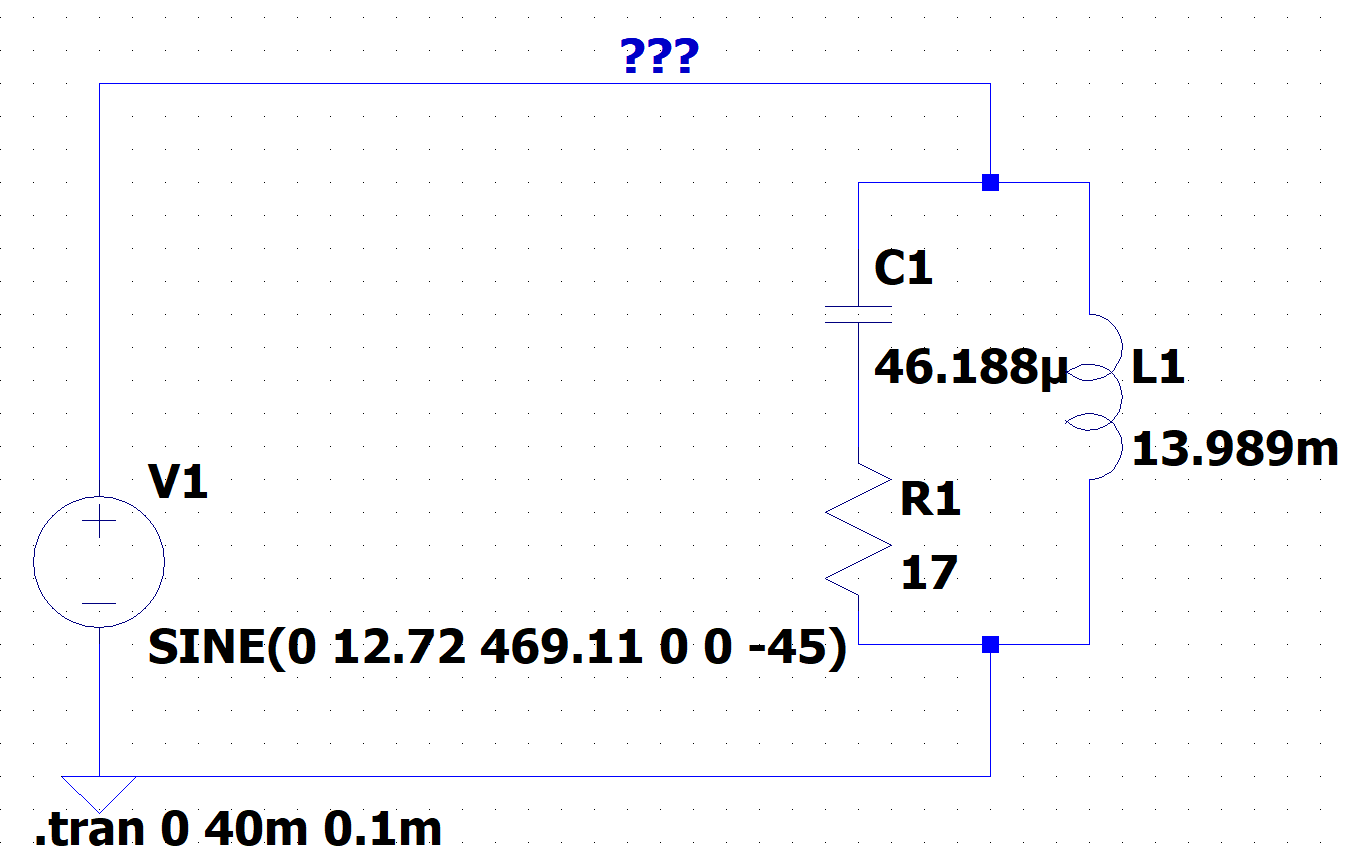 ???
C1
46.188µ
L1
13.989m
V1
R1
17
SINE(0 12.72 469.11 0 0 -45)
.tran 0 40m 0.1m